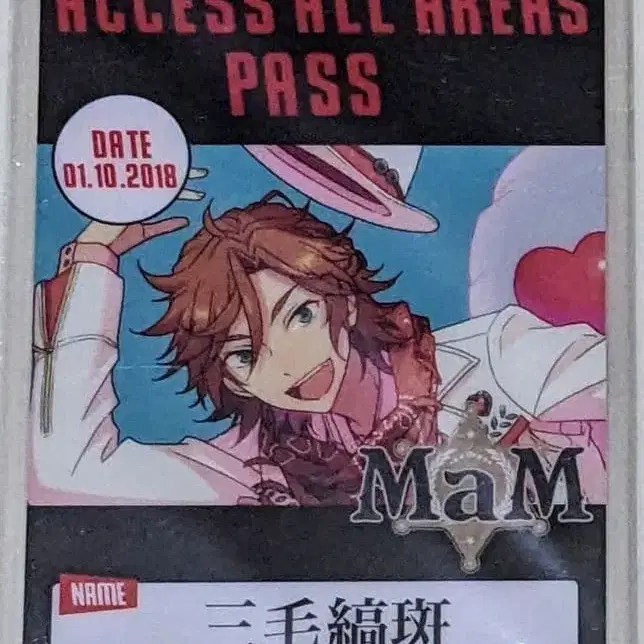 ACCESS ALL AREAS
PASS
DATE
01.10.2018
MaM
NAME
三毛縞斑